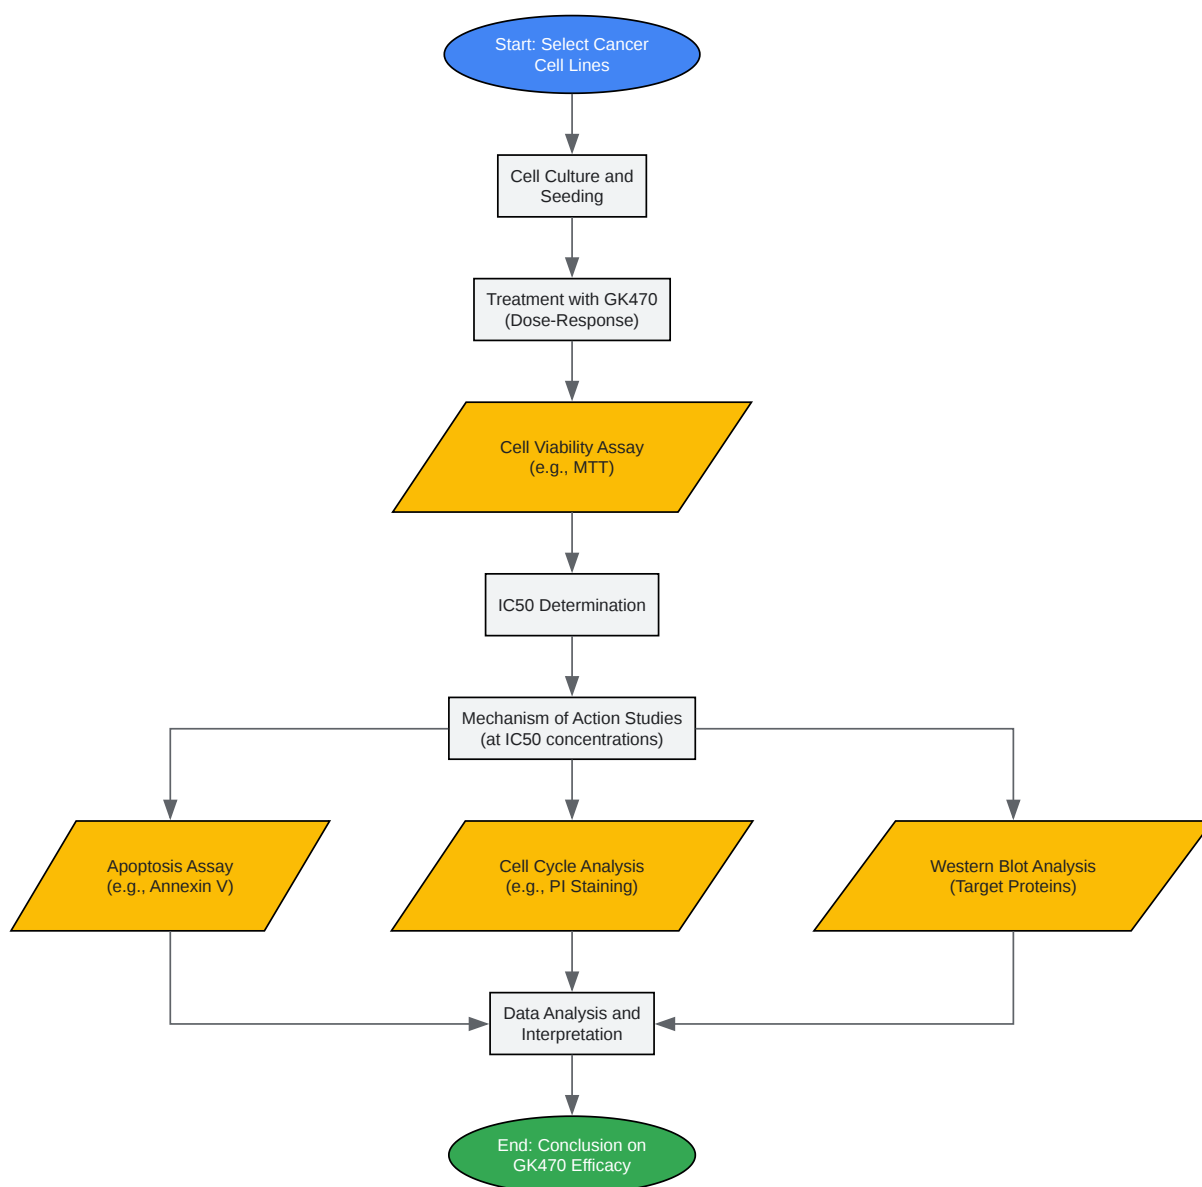 Start: Select Cancer
Cell Lines
Cell Culture and
Seeding
Treatment with GK470
(Dose-Response)
Cell Viability Assay
(e.g., MTT)
IC50 Determination
Mechanism of Action Studies
(at IC50 concentrations)
Apoptosis Assay
(e.g., Annexin V)
Cell Cycle Analysis
(e.g., PI Staining)
Western Blot Analysis
(Target Proteins)
Data Analysis and
Interpretation
End: Conclusion on
GK470 Efficacy